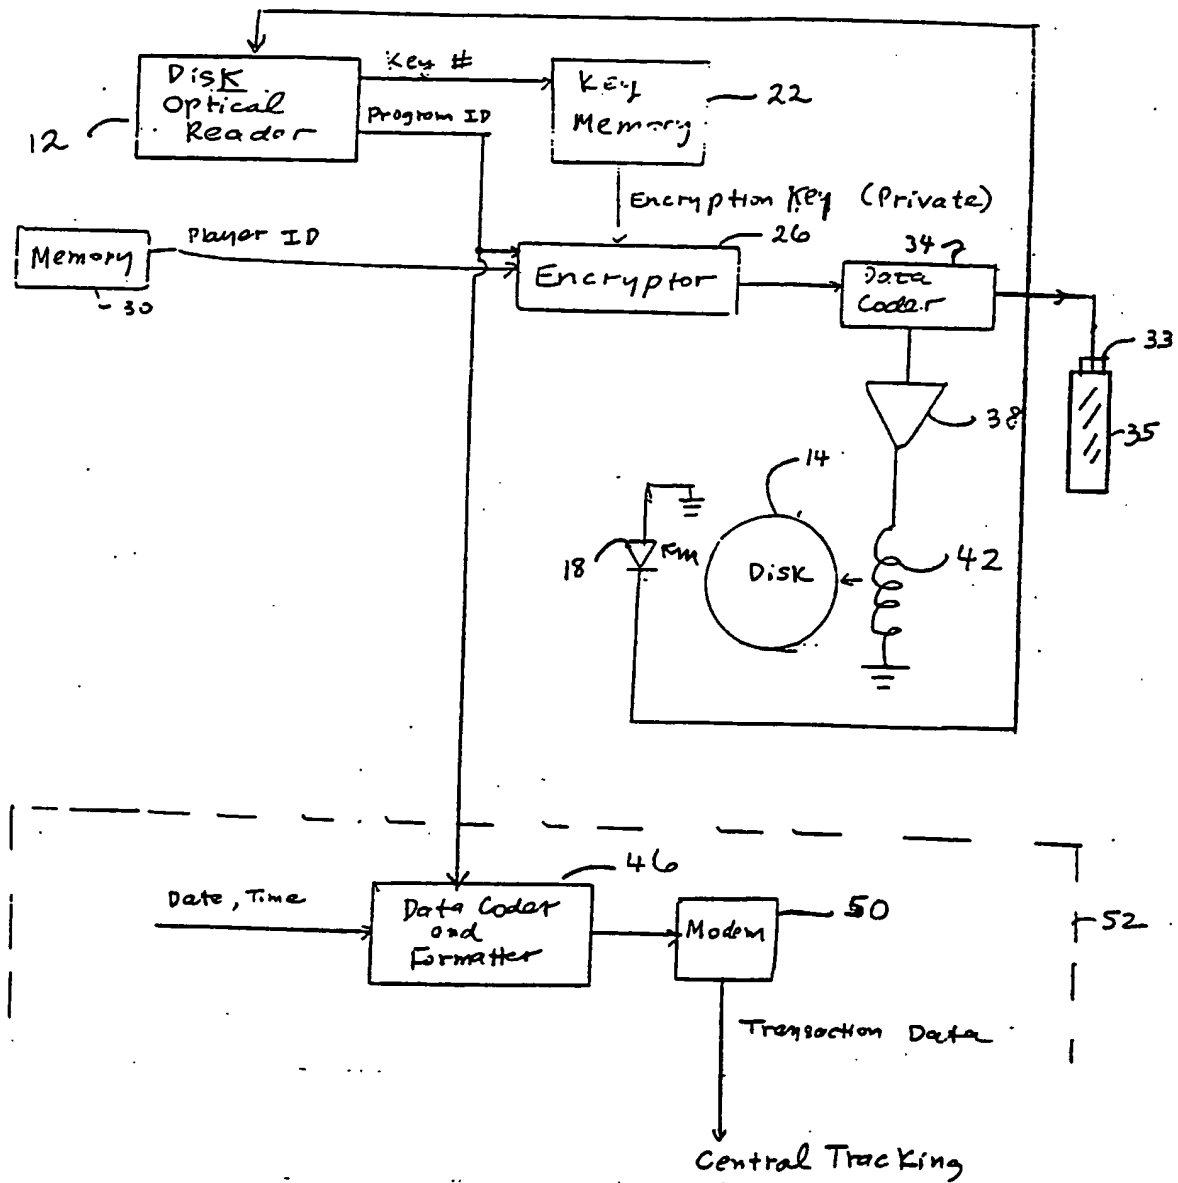 Disk
Optical
Reador
12
Key #
Program ID
Key
Memory
22
Encryption Key (Private)
Memory
30
Player ID
26
Encryptor
34
Data
Coder
33
35
38
14
18
Disk
42
46
Date, Time
Data Coder
and
Formatter
Modem
50
52
Transaction Data
Central Tracking